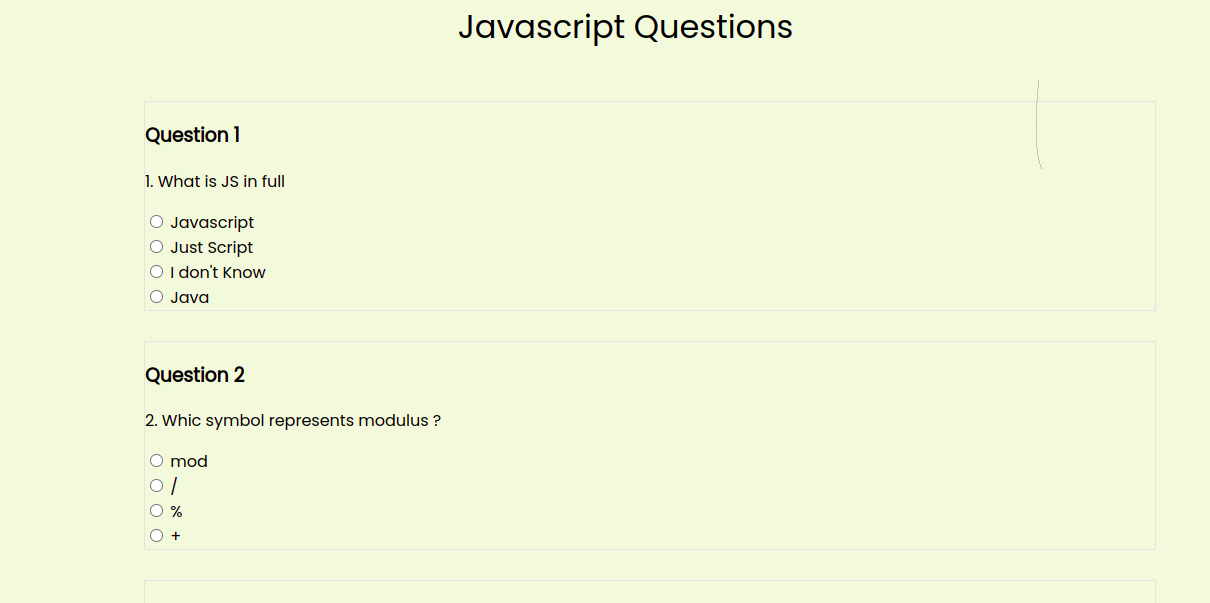 Javascript Questions
Question 1
1. What is JS in full
Javascript
Just Script
I don't Know
Java
Question 2
2. Whic symbol represents modulus ?
mod
/
%
+